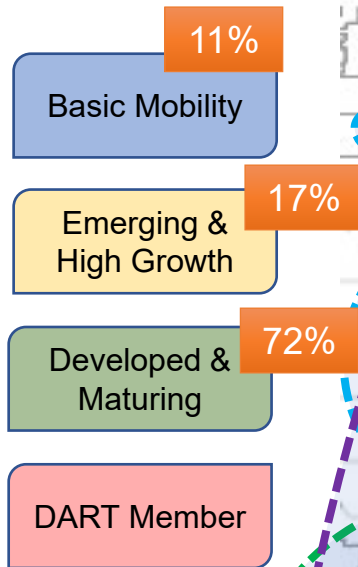 11%
Basic Mobility
17%
Emerging &
High Growth
72%
Developed &
Maturing
DART Member